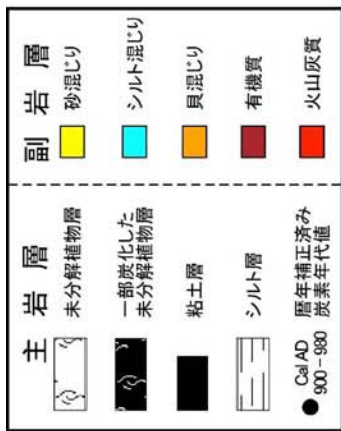 主岩層
未分解植物層
一部炭化した
未分解植物層
粘土層
シルト層
Cal AD
900-980
暦年補正済み
炭素年代値
副岩層
砂混じり
シルト混じり
貝混じり
有機質
火山灰質